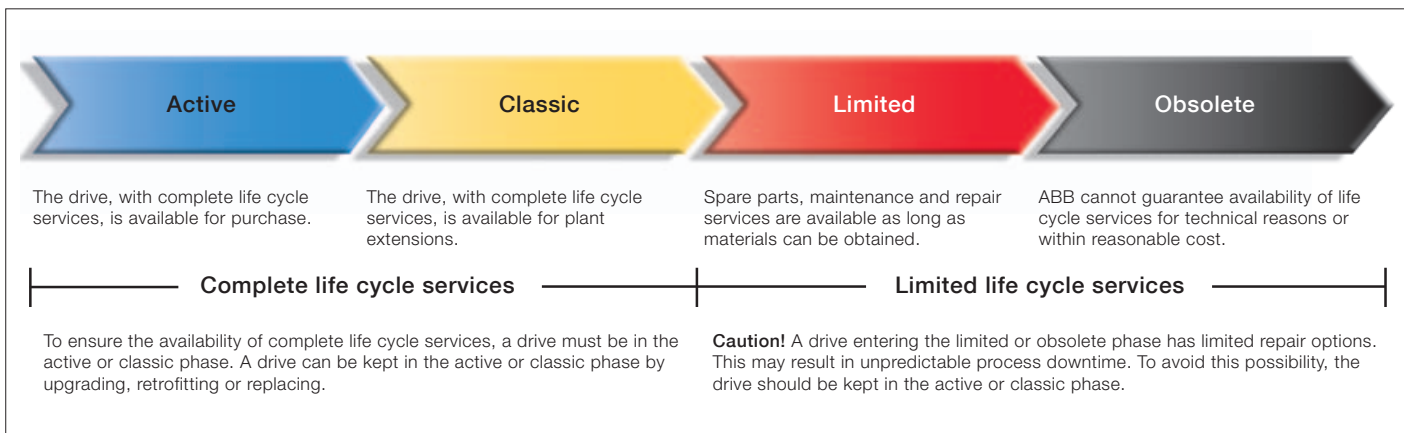 Active
Classic
Limited
Obsolete
The drive, with complete life cycle
services, is available for purchase.
The drive, with complete life cycle
services, is available for plant
extensions.
Spare parts, maintenance and repair
services are available as long as
materials can be obtained.
ABB cannot guarantee availability of life
cycle services for technical reasons or
within reasonable cost.
Complete life cycle services
Limited life cycle services
To ensure the availability of complete life cycle services, a drive must be in the
active or classic phase. A drive can be kept in the active or classic phase by
upgrading, retrofitting or replacing.
Caution! A drive entering the limited or obsolete phase has limited repair options.
This may result in unpredictable process downtime. To avoid this possibility, the
drive should be kept in the active or classic phase.